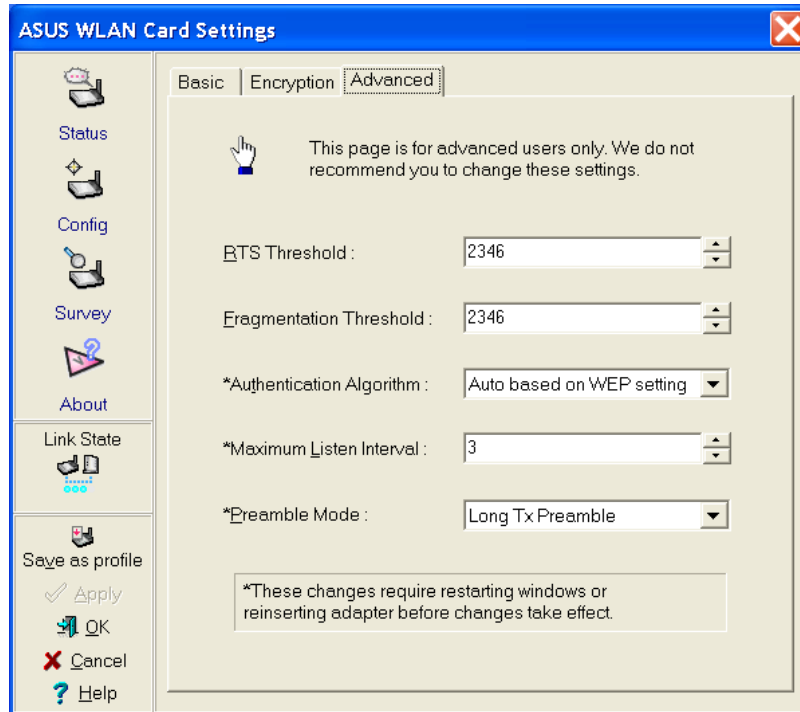 ASUS WLAN Card Settings
Status
Config
Survey
About
Link State
Save as profile
Apply
OK
Cancel
Help
Basic
Encryption
Advanced
This page is for advanced users only. We do not
recommend you to change these settings.
RTS Threshold :
2346
Fragmentation Threshold :
2346
*Authentication Algorithm :
Auto based on WEP setting
*Maximum Listen Interval :
3
*Preamble Mode :
Long Tx Preamble
*These changes require restarting windows or
reinserting adapter before changes take effect.